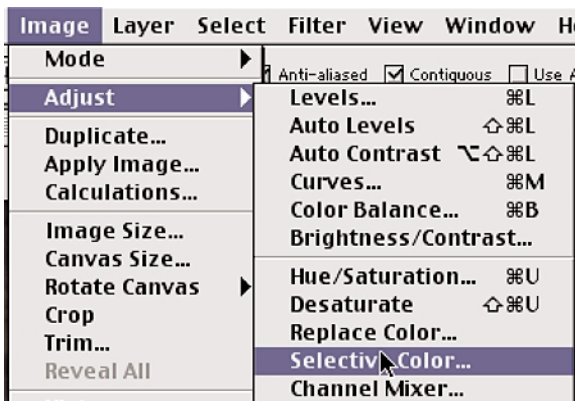 Image Layer Select Filter View Window H
Mode
Anti-aliased Contiguous Use
Adjust
Levels... ⌘L
Auto Levels ⇧⌘L
Auto Contrast ⌥⇧⌘L
Curves... ⌘M
Color Balance... ⌘B
Brightness/Contrast...
Hue/Saturation... ⌘U
Desaturate ⇧⌘U
Replace Color...
Selective Color...
Channel Mixer...
Duplicate...
Apply Image...
Calculations...
Image Size...
Canvas Size...
Rotate Canvas
Crop
Trim...
Reveal All